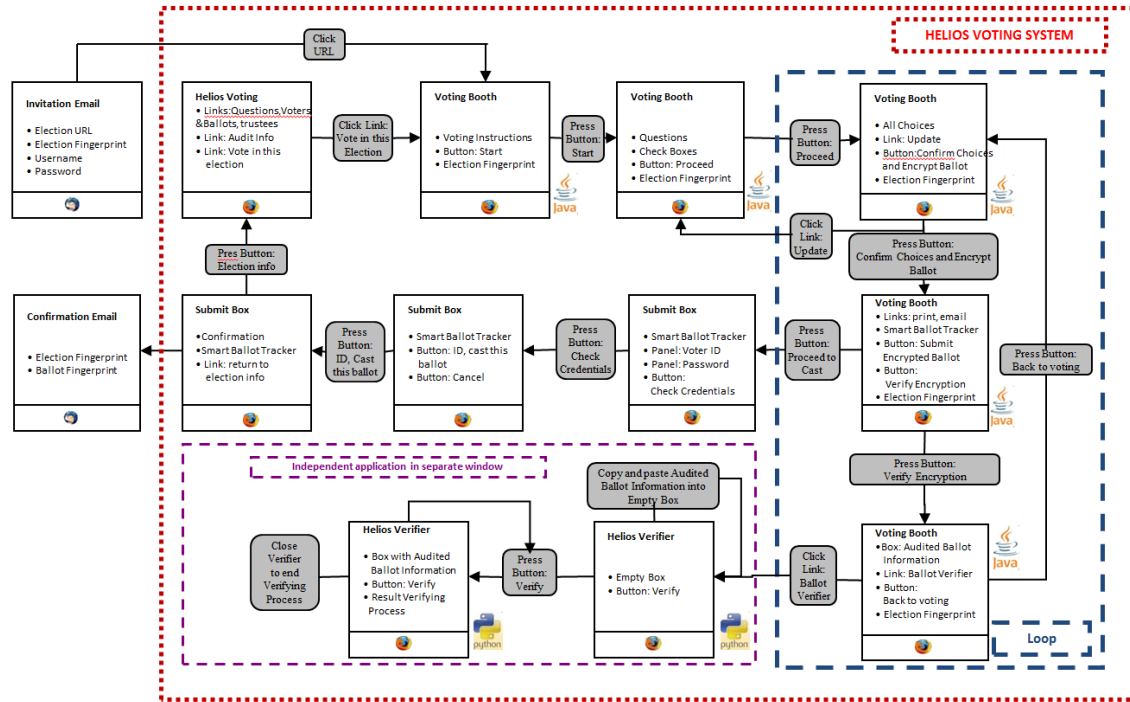 HELIOS VOTING SYSTEM
Click
URL
Invitation Email
• Election URL
• Election Fingerprint
• Username
• Password
Helios Voting
• Links:Questions,Voters
&Ballots, trustees
• Link: Audit Info
• Link: Vote in this
election
Click Link:
Vote in this
Election
Voting Booth
• Voting Instructions
• Button: Start
• Election Fingerprint
Java
Press
Button:
Start
Voting Booth
• Questions
• Check Boxes
• Button: Proceed
• Election Fingerprint
Java
Press
Button:
Proceed
Voting Booth
• All Choices
• Link: Update
• Button:Confirm Choices
and Encrypt Ballot
• Election Fingerprint
Java
Click
Link:
Update
Press Button:
Confirm Choices and Encrypt
Ballot
Pres Button:
Election info
Confirmation Email
• Election Fingerprint
• Ballot Fingerprint
Submit Box
• Confirmation
• Smart Ballot Tracker
• Link: return to
election info
Press
Button:
ID, Cast
this ballot
Submit Box
• Smart Ballot Tracker
• Button: ID, cast this
ballot
• Button: Cancel
Press
Button:
Check
Credentials
Submit Box
• Smart Ballot Tracker
• Panel: Voter ID
• Panel: Password
• Button:
Check Credentials
Press
Button:
Proceed to
Cast
Voting Booth
• Links: print, email
• Smart Ballot Tracker
• Button: Submit
Encrypted Ballot
• Button:
Verify Encryption
• Election Fingerprint
Java
Press Button:
Back to voting
Press Button:
Verify Encryption
Independent application in separate window
Copy and paste Audited
Ballot Information into
Empty Box
Close
Verifier
to end
Verifying
Process
Helios Verifier
• Box with Audited
Ballot Information
• Button: Verify
• Result Verifying
Process
python
Press
Button:
Verify
Helios Verifier
• Empty Box
• Button: Verify
python
Click
Link:
Ballot
Verifier
Voting Booth
•Box: Audited Ballot
Information
• Link: Ballot Verifier
• Button:
Back to voting
• Election Fingerprint
Java
Loop